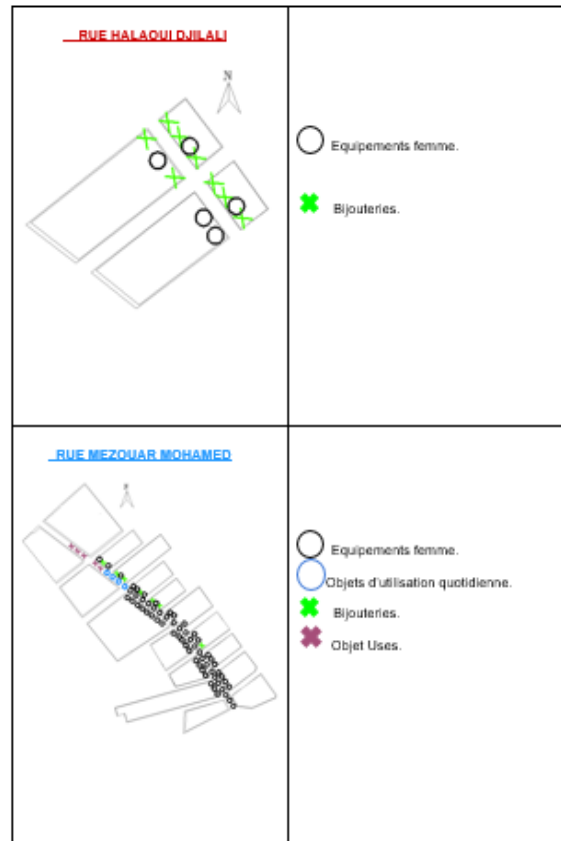 RUE HALAOUI DJILALI
N
Equipements femme.
Bijouteries.
RUE MEZOUAR MOHAMED
Equipements femme.
Objets d'utilisation quotidienne.
Bijouteries.
Objet Uses.